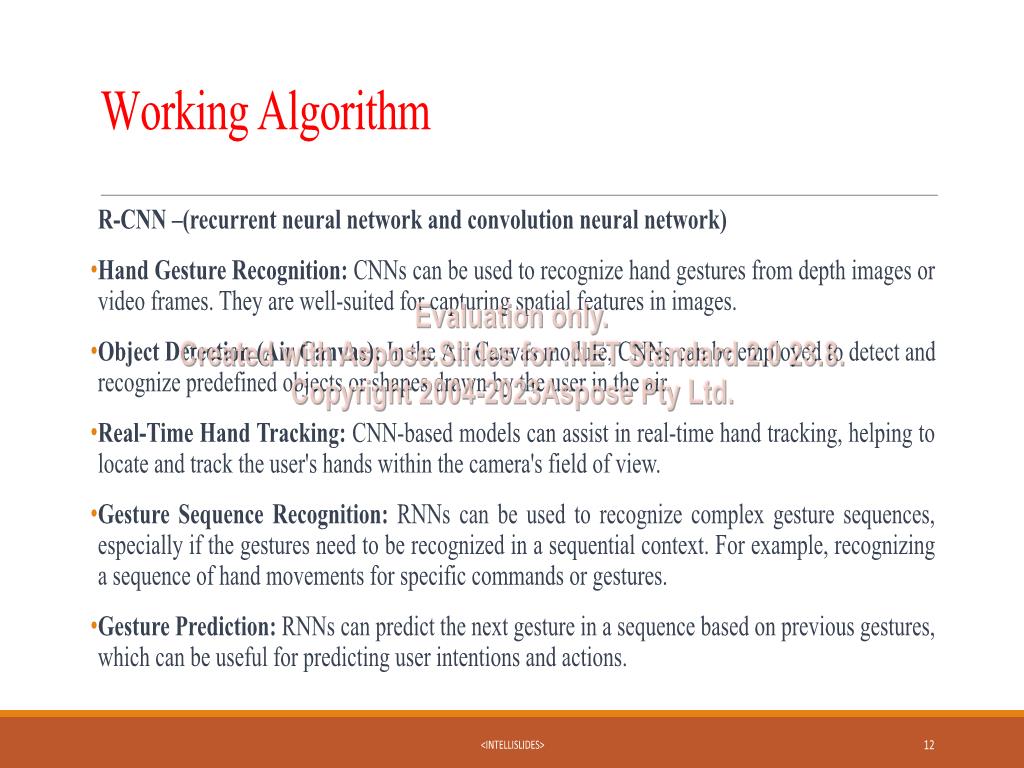 Working Algorithm
R-CNN –(recurrent neural network and convolution neural network)
•Hand Gesture Recognition: CNNs can be used to recognize hand gestures from depth images or
video frames. They are well-suited for capturing spatial features in images.
Evaluation only.
•Object Detection (Air Canvas): In the Air Canvas module, CNNs can be employed to detect and
Created with Aspose.Slides for .NET Standard 2.0 23.8.
recognize predefined objects or shapes drawn by the user in the air.
Copyright 2004-2023Aspose Pty Ltd.
•Real-Time Hand Tracking: CNN-based models can assist in real-time hand tracking, helping to
locate and track the user's hands within the camera's field of view.
•Gesture Sequence Recognition: RNNs can be used to recognize complex gesture sequences,
especially if the gestures need to be recognized in a sequential context. For example, recognizing
a sequence of hand movements for specific commands or gestures.
•Gesture Prediction: RNNs can predict the next gesture in a sequence based on previous gestures,
which can be useful for predicting user intentions and actions.
<INTELLISLIDES>
12